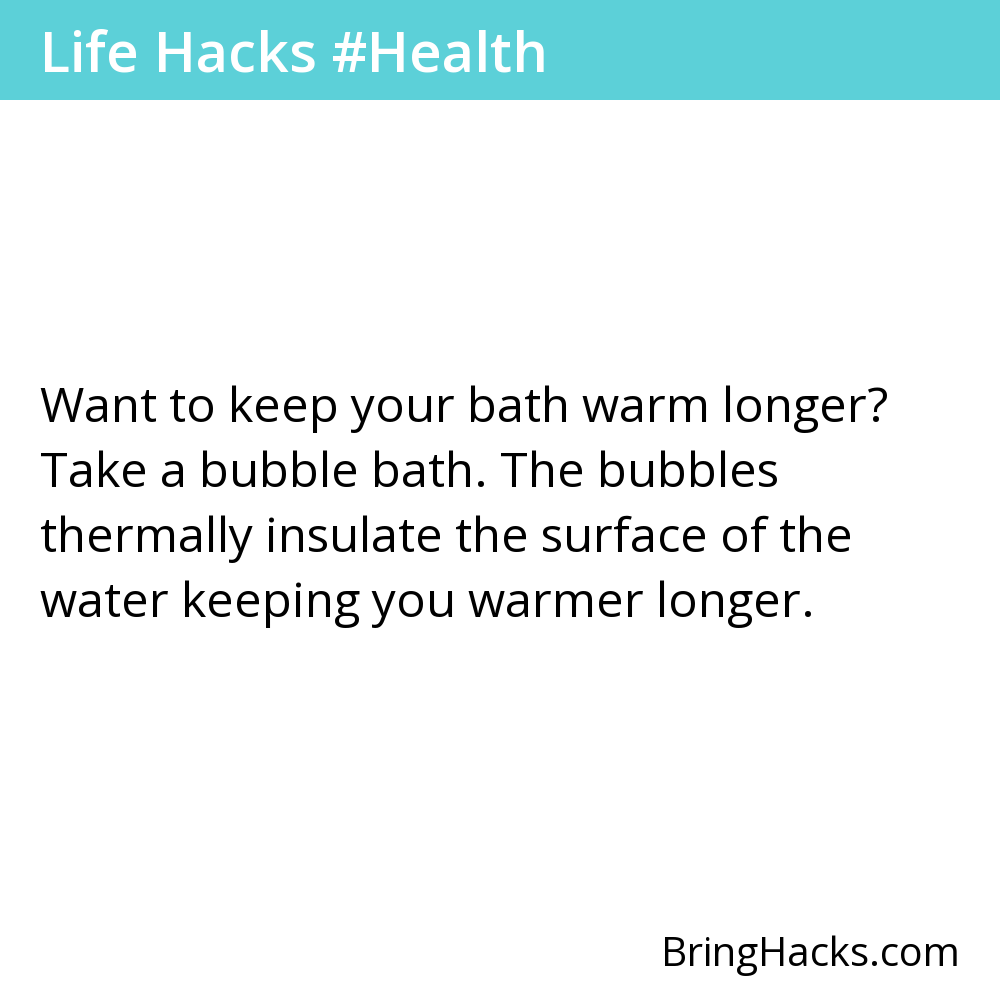 Life Hacks #Health
Want to keep your bath warm longer?
Take a bubble bath. The bubbles
thermally insulate the surface of the
water keeping you warmer longer.
BringHacks.com